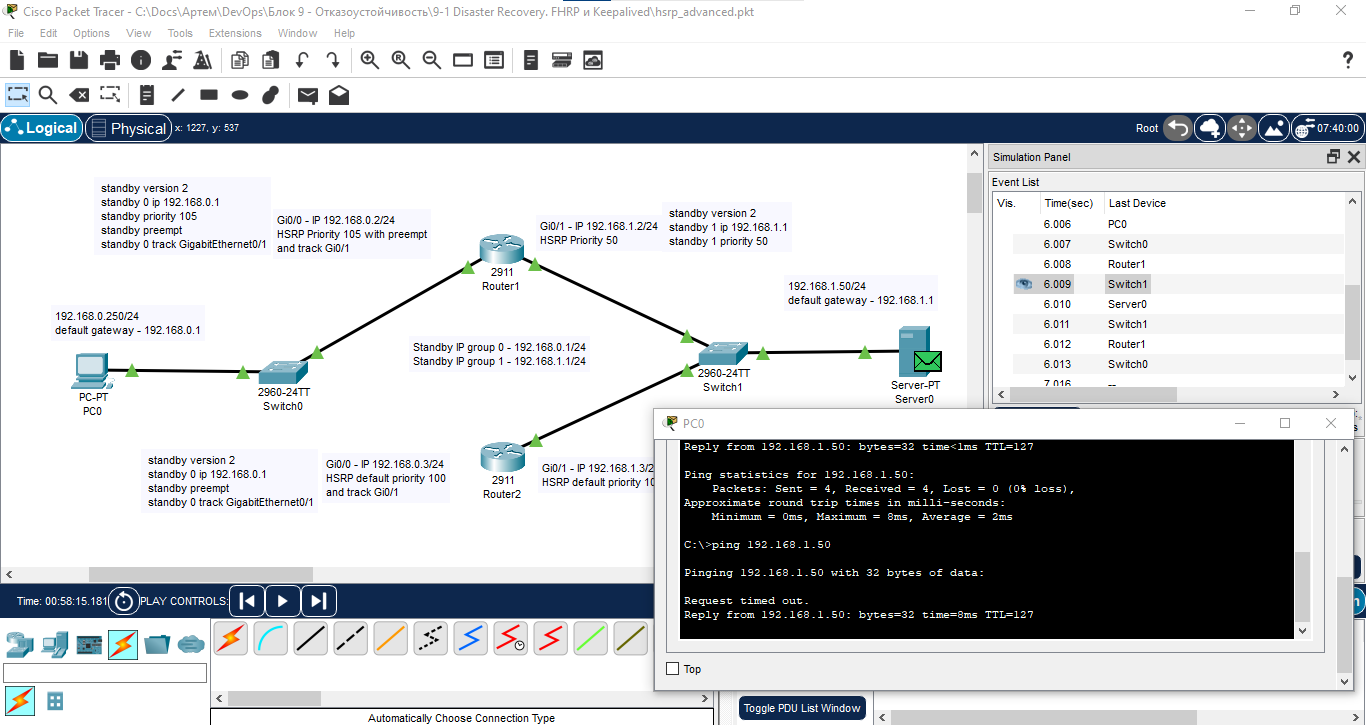 Cisco Packet Tracer - C:\Docs\Артем\DevOps\Блок 9 - Отказоустойчивость\9-1 Disaster Recovery. FHRP и Keepalived\hsrp_advanced.pkt
File Edit Options View Tools Extensions Window Help
Logical Physical x: 1227, y: 537
Root 07:40:00
standby version 2
standby 0 ip 192.168.0.1
standby priority 105
standby preempt
standby 0 track GigabitEthernet0/1
Gi0/0 - IP 192.168.0.2/24
HSRP Priority 105 with preempt
and track Gi0/1
2911
Router1
Gi0/1 - IP 192.168.1.2/24
HSRP Priority 50
standby version 2
standby 1 ip 192.168.1.1
standby 1 priority 50
192.168.1.50/24
default gateway - 192.168.1.1
192.168.0.250/24
default gateway - 192.168.0.1
Standby IP group 0 - 192.168.0.1/24
Standby IP group 1 - 192.168.1.1/24
PC-PT
PC0
2960-24TT
Switch0
2960-24TT
Switch1
Server-PT
Server0
standby version 2
standby 0 ip 192.168.0.1
standby preempt
standby 0 track GigabitEthernet0/1
Gi0/0 - IP 192.168.0.3/24
HSRP default priority 100
and track Gi0/1
2911
Router2
Gi0/1 - IP 192.168.1.3/2
HSRP default priority 10
Simulation Panel
Event List
Vis. Time(sec) Last Device
6.006 PC0
6.007 Switch0
6.008 Router1
6.009 Switch1
6.010 Server0
6.011 Switch1
6.012 Router1
6.013 Switch0
7.016 --
PC0
Reply from 192.168.1.50: bytes=32 time<1ms TTL=127
Ping statistics for 192.168.1.50:
Packets: Sent = 4, Received = 4, Lost = 0 (0% loss),
Approximate round trip times in milli-seconds:
Minimum = 0ms, Maximum = 8ms, Average = 2ms
C:\>ping 192.168.1.50
Pinging 192.168.1.50 with 32 bytes of data:
Request timed out.
Reply from 192.168.1.50: bytes=32 time=8ms TTL=127
Top
Time: 00:58:15.181 PLAY CONTROLS:
Automatically Choose Connection Type
Toggle PDU List Window